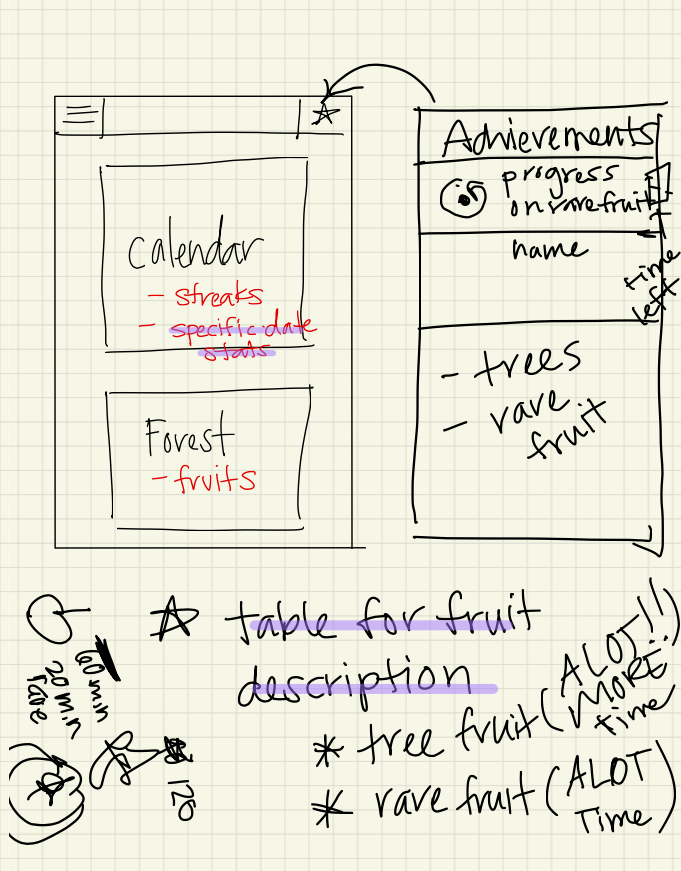 Calendar
- streaks
- specific date
stats
Forest
- fruits
Achievements
progress
on rare fruit
name
time
left
- trees
- rare
fruit
☆ table for fruit
description
* tree fruit (ALOT!!
MORE
time)
* rare fruit (ALOT
Time)
60 min
20 min
rare
120